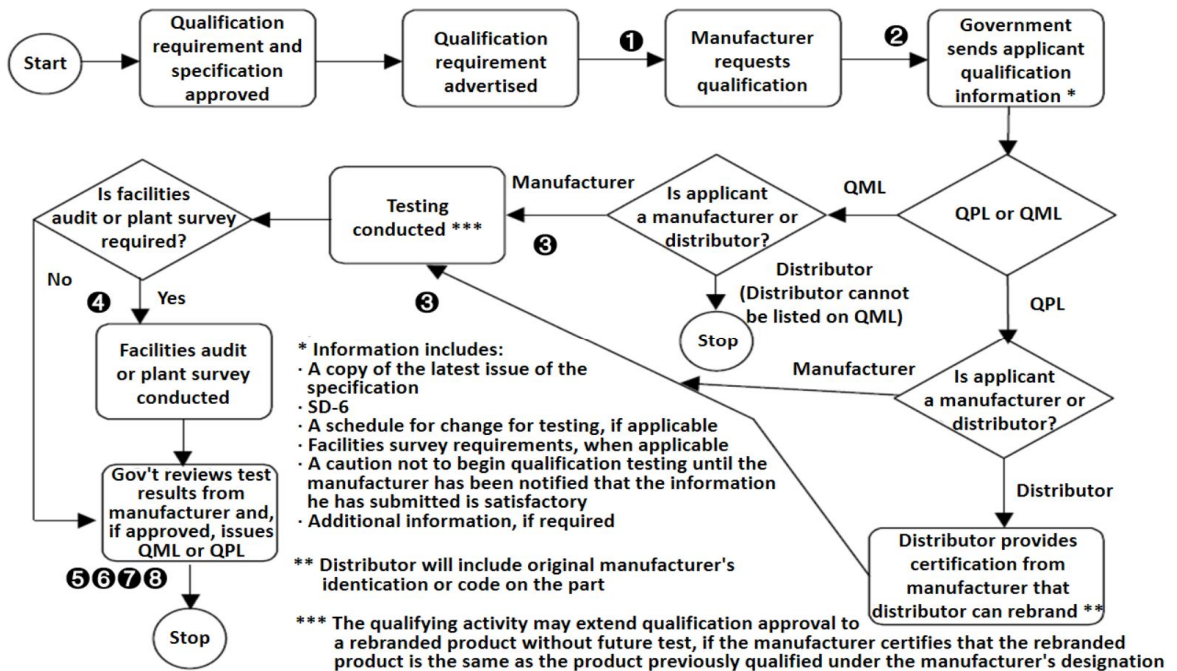 Start
Qualification
requirement and
specification
approved
Qualification
requirement
advertised
❶
Manufacturer
requests
qualification
❷
Government
sends applicant
qualification
information *
QPL or QML
QML
QPL
Is applicant
a manufacturer or
distributor?
Manufacturer
❸
Distributor
(Distributor cannot
be listed on QML)
Stop
Testing
conducted ***
❸
Is facilities
audit or plant survey
required?
No
❹
Yes
Facilities audit
or plant survey
conducted
Gov't reviews test
results from
manufacturer and,
if approved, issues
QML or QPL
❺❻❼❽
Stop
Manufacturer
Is applicant
a manufacturer or
distributor?
Distributor
Distributor provides
certification from
manufacturer that
distributor can rebrand **
* Information includes:
· A copy of the latest issue of the
specification
· SD-6
· A schedule for change for testing, if applicable
· Facilities survey requirements, when applicable
· A caution not to begin qualification testing until the
manufacturer has been notified that the information
he has submitted is satisfactory
· Additional information, if required
** Distributor will include original manufacturer's
identication or code on the part
*** The qualifying activity may extend qualification approval to
a rebranded product without future test, if the manufacturer certifies that the rebranded
product is the same as the product previously qualified under the manufacturer's designation